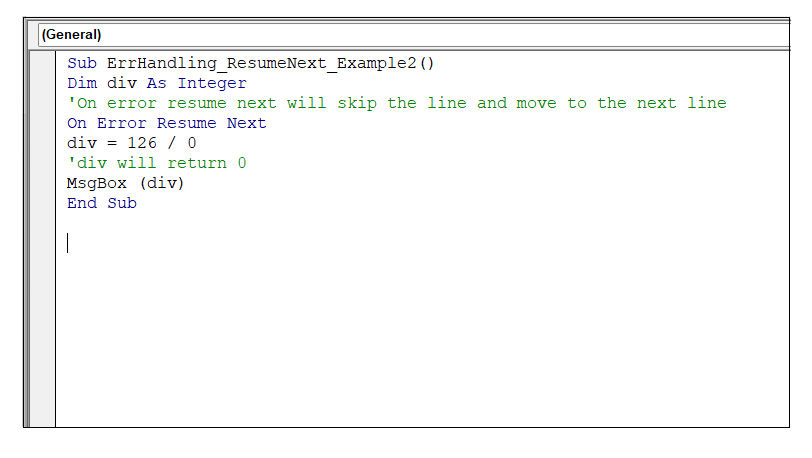 (General)
Sub ErrHandling_ResumeNext_Example2()
Dim div As Integer
'On error resume next will skip the line and move to the next line
On Error Resume Next
div = 126 / 0
'div will return 0
MsgBox (div)
End Sub